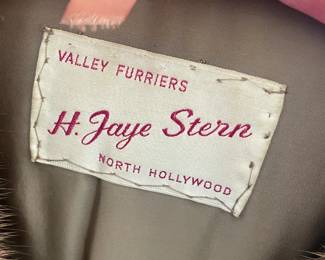 VALLEY FURRIERS
H. Jaye Stern
NORTH HOLLYWOOD